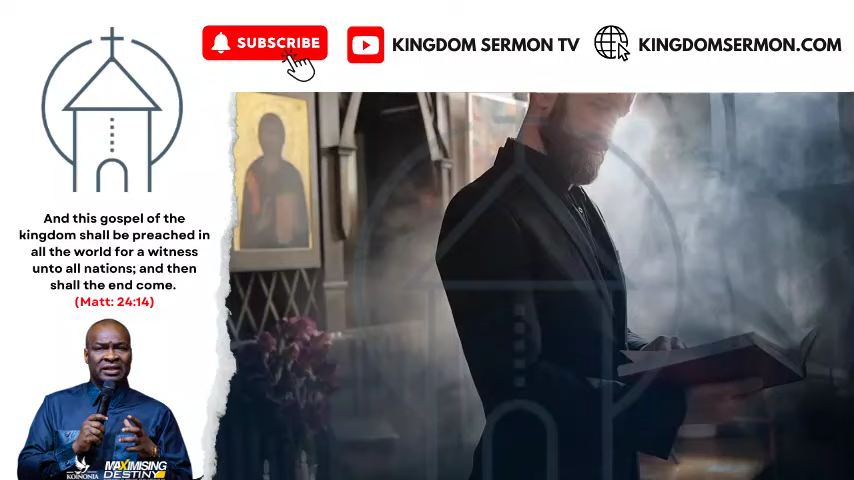 SUBSCRIBE
KINGDOM SERMON TV
KINGDOMSERMON.COM
And this gospel of the
kingdom shall be preached in
all the world for a witness
unto all nations; and then
shall the end come.
(Matt: 24:14)
KOINONIA
MAXIMISING
DESTINY